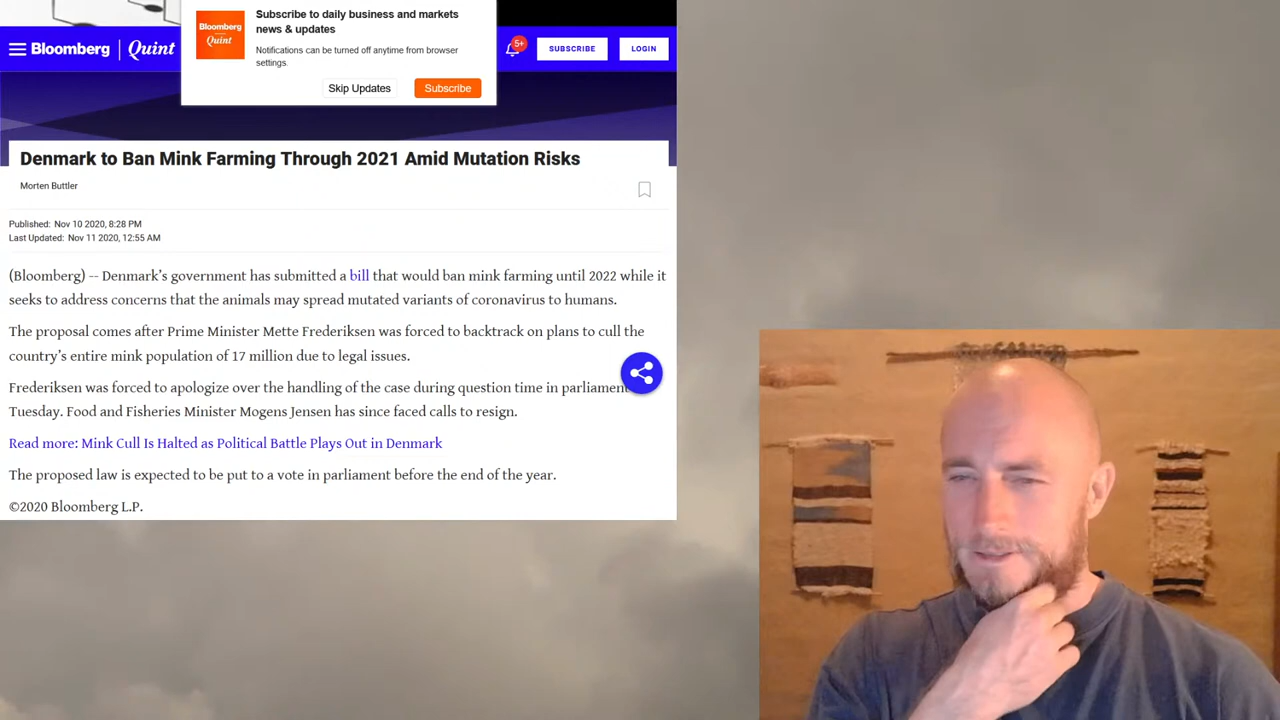 Subscribe to daily business and markets
news & updates
Bloomberg
Quint
Notifications can be turned off anytime from browser
settings.
Skip Updates
Subscribe
Bloomberg | Quint
5+
SUBSCRIBE
LOGIN
Denmark to Ban Mink Farming Through 2021 Amid Mutation Risks
Morten Buttler
Published: Nov 10 2020, 8:28 PM
Last Updated: Nov 11 2020, 12:55 AM
(Bloomberg) -- Denmark’s government has submitted a bill that would ban mink farming until 2022 while it
seeks to address concerns that the animals may spread mutated variants of coronavirus to humans.
The proposal comes after Prime Minister Mette Frederiksen was forced to backtrack on plans to cull the
country’s entire mink population of 17 million due to legal issues.
Frederiksen was forced to apologize over the handling of the case during question time in parliament
Tuesday. Food and Fisheries Minister Mogens Jensen has since faced calls to resign.
Read more: Mink Cull Is Halted as Political Battle Plays Out in Denmark
The proposed law is expected to be put to a vote in parliament before the end of the year.
©2020 Bloomberg L.P.